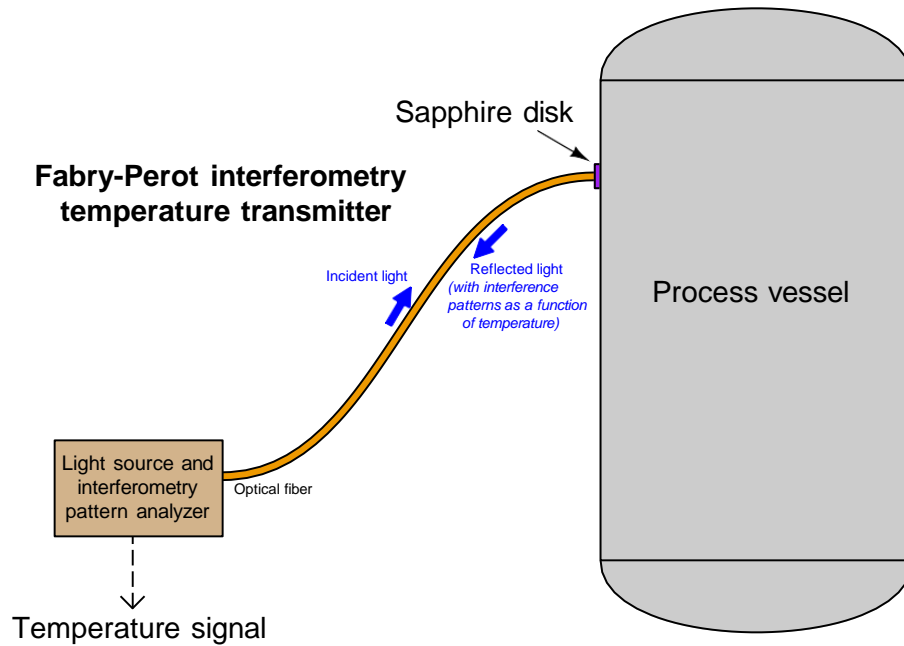 Sapphire disk
Fabry-Perot interferometry
temperature transmitter
Incident light
Reflected light
(with interference
patterns as a function
of temperature)
Process vessel
Light source and
interferometry
pattern analyzer
Optical fiber
Temperature signal